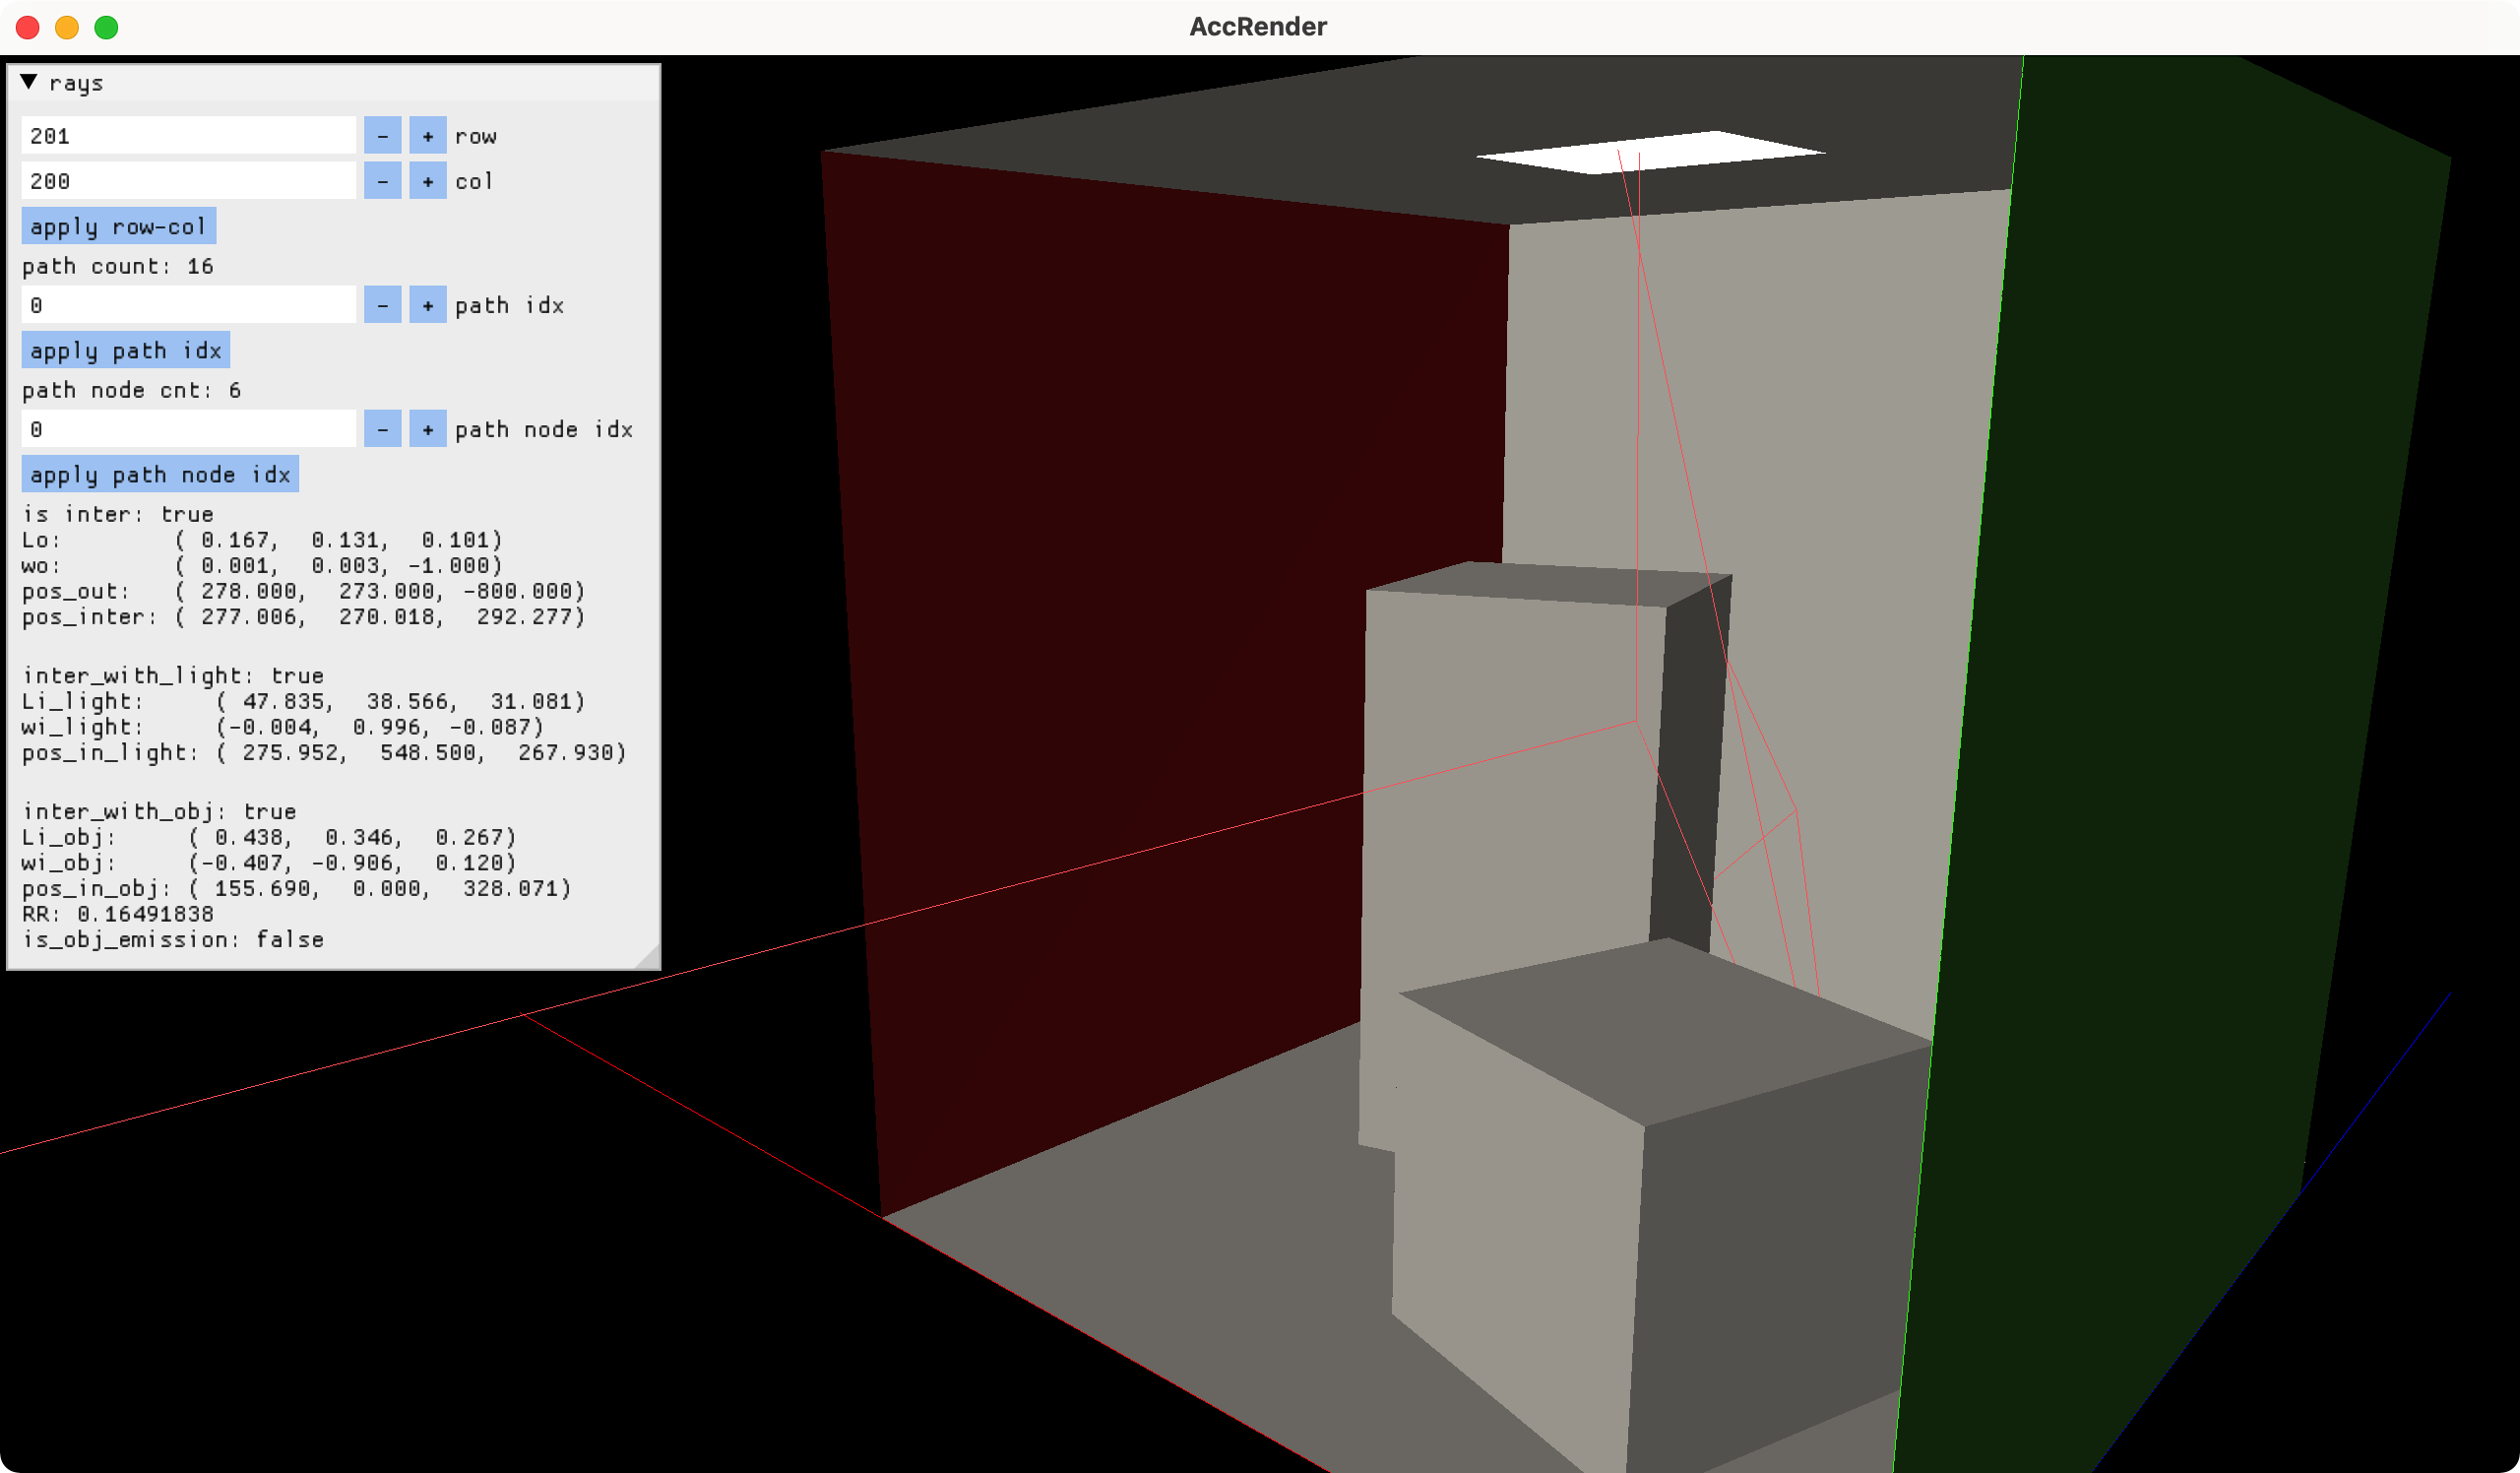 AccRender
▼ rays
201 - + row
200 - + col
apply row-col
path count: 16
0 - + path idx
apply path idx
path node cnt: 6
0 - + path node idx
apply path node idx
is inter: true
Lo: ( 0.167, 0.131, 0.101)
wo: ( 0.001, 0.003, -1.000)
pos_out: ( 278.000, 273.000, -800.000)
pos_inter: ( 277.006, 270.018, 292.277)
inter_with_light: true
Li_light: ( 47.835, 38.566, 31.081)
wi_light: (-0.004, 0.996, -0.087)
pos_in_light: ( 275.952, 548.500, 267.930)
inter_with_obj: true
Li_obj: ( 0.438, 0.346, 0.267)
wi_obj: (-0.407, -0.906, 0.120)
pos_in_obj: ( 155.690, 0.000, 328.071)
RR: 0.16491838
is_obj_emission: false